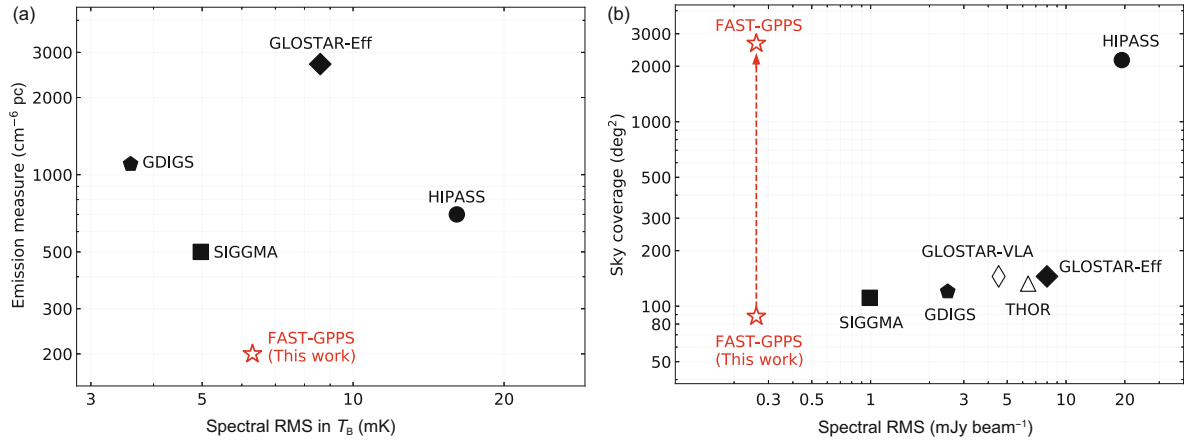 (a)
Emission measure (cm⁻⁶ pc)
3000
2000
1000
500
300
200
GLOSTAR-Eff
GDIGS
HIPASS
SIGGMA
FAST-GPPS
(This work)
3
5
10
20
Spectral RMS in T_B (mK)
(b)
Sky coverage (deg²)
3000
2000
1000
500
300
200
100
80
50
FAST-GPPS
HIPASS
GLOSTAR-VLA
GLOSTAR-Eff
SIGGMA
GDIGS
THOR
FAST-GPPS
(This work)
0.3
0.5
1
3
5
10
20
Spectral RMS (mJy beam⁻¹)